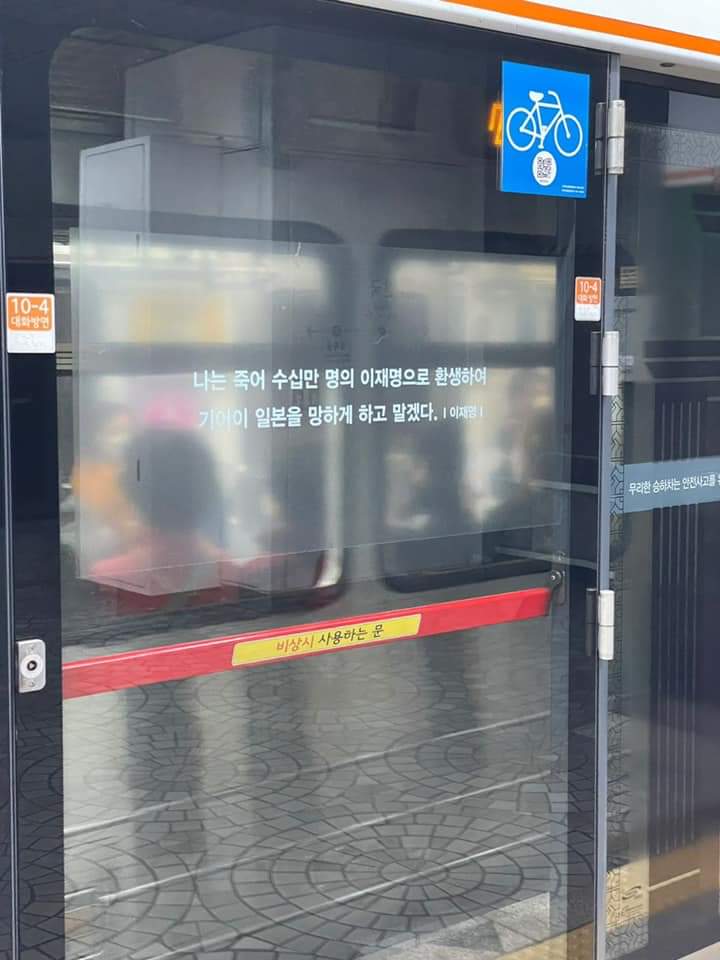 10-4
대화방면
10-4
대화방면
나는 죽어 수십만 명의 이재명으로 환생하여
기어이 일본을 망하게 하고 말겠다. | 이재명 |
무리한 승하차는 안전사고를
비상시 사용하는 문